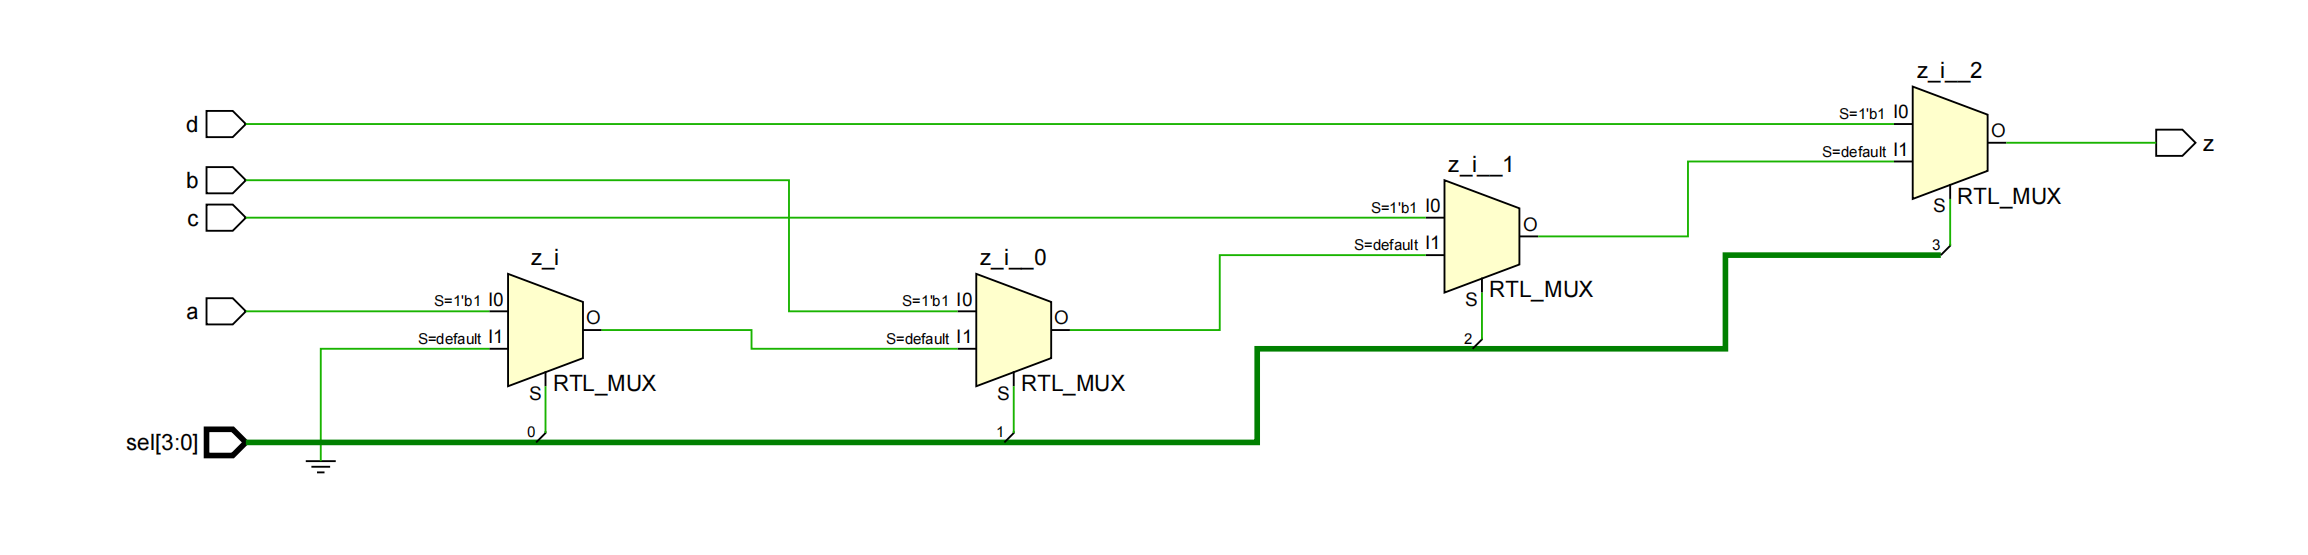 z_i__2
d
S=1'b1 I0
O
z
S=default I1
z_i__1
b
S
RTL_MUX
S=1'b1 I0
c
O
S=default I1
3
z_i
z_i__0
S
RTL_MUX
a
S=1'b1 I0
O
S=1'b1 I0
O
S=default I1
S=default I1
2
S
RTL_MUX
S
RTL_MUX
sel[3:0]
0
1